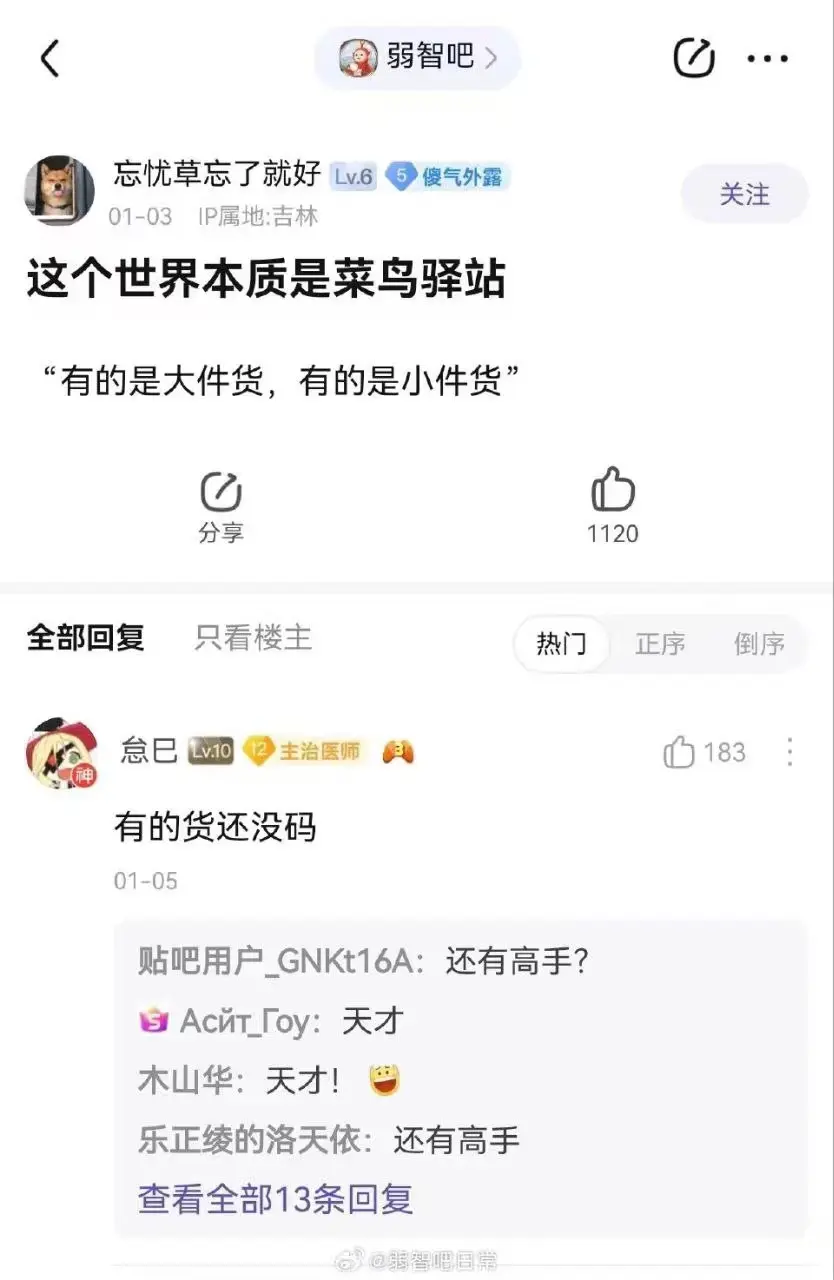 弱智吧
忘忧草忘了就好 Lv.6 5 傻气外露
关注
01-03 IP属地:吉林
这个世界本质是菜鸟驿站
“有的是大件货，有的是小件货”
分享
1120
全部回复 只看楼主 热门 正序 倒序
怠巳 Lv.10 12 主治医师 3
183
神
有的货还没码
01-05
贴吧用户_GNKt16A：还有高手?
S Асйт_Гоу：天才
木山华：天才！
乐正绫的洛天依：还有高手
查看全部13条回复
@弱智吧日常